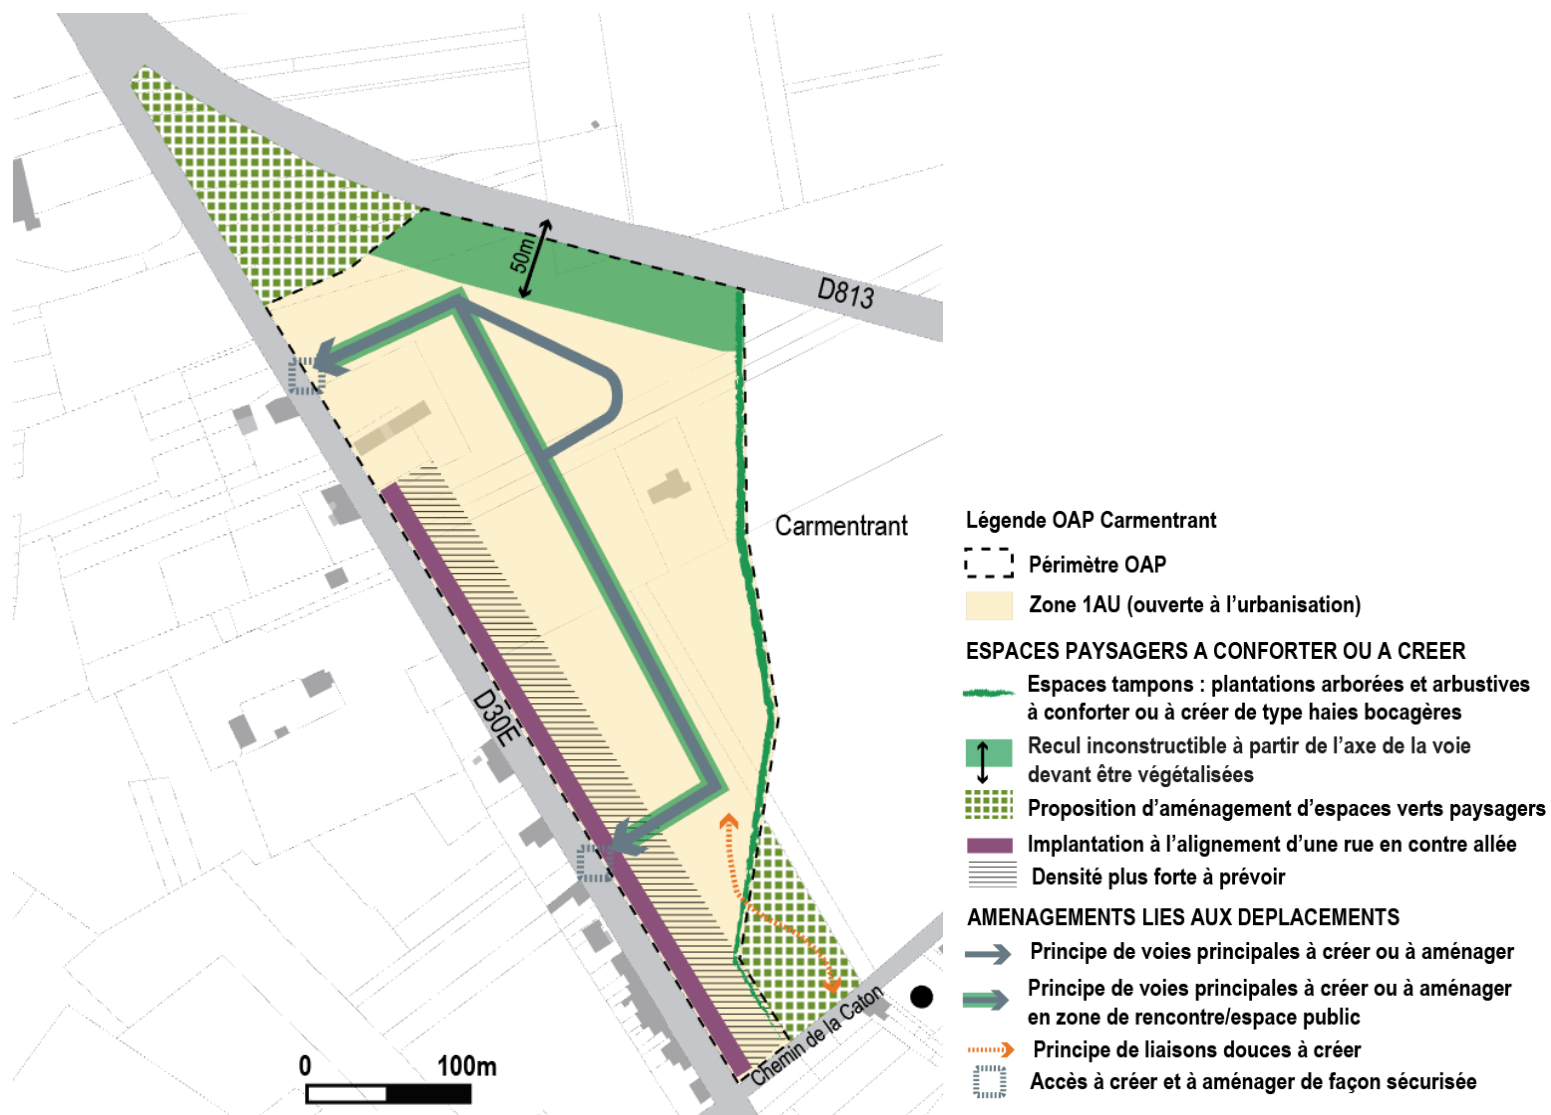 50m
D813
Carmentrant
D30E
Chemin de la Caton
0 100m
Légende OAP Carmentrant
Périmètre OAP
Zone 1AU (ouverte à l'urbanisation)
ESPACES PAYSAGERS A CONFORTER OU A CREER
Espaces tampons : plantations arborées et arbustives
à conforter ou à créer de type haies bocagères
Recul inconstructible à partir de l'axe de la voie
devant être végétalisées
Proposition d'aménagement d'espaces verts paysagers
Implantation à l'alignement d'une rue en contre allée
Densité plus forte à prévoir
AMENAGEMENTS LIES AUX DEPLACEMENTS
Principe de voies principales à créer ou à aménager
Principe de voies principales à créer ou à aménager
en zone de rencontre/espace public
Principe de liaisons douces à créer
Accès à créer et à aménager de façon sécurisée